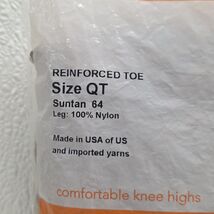 REINFORCED TOE
Size QT
Suntan 64
Leg: 100% Nylon
Made in USA of US
and imported yarns
comfortable knee highs